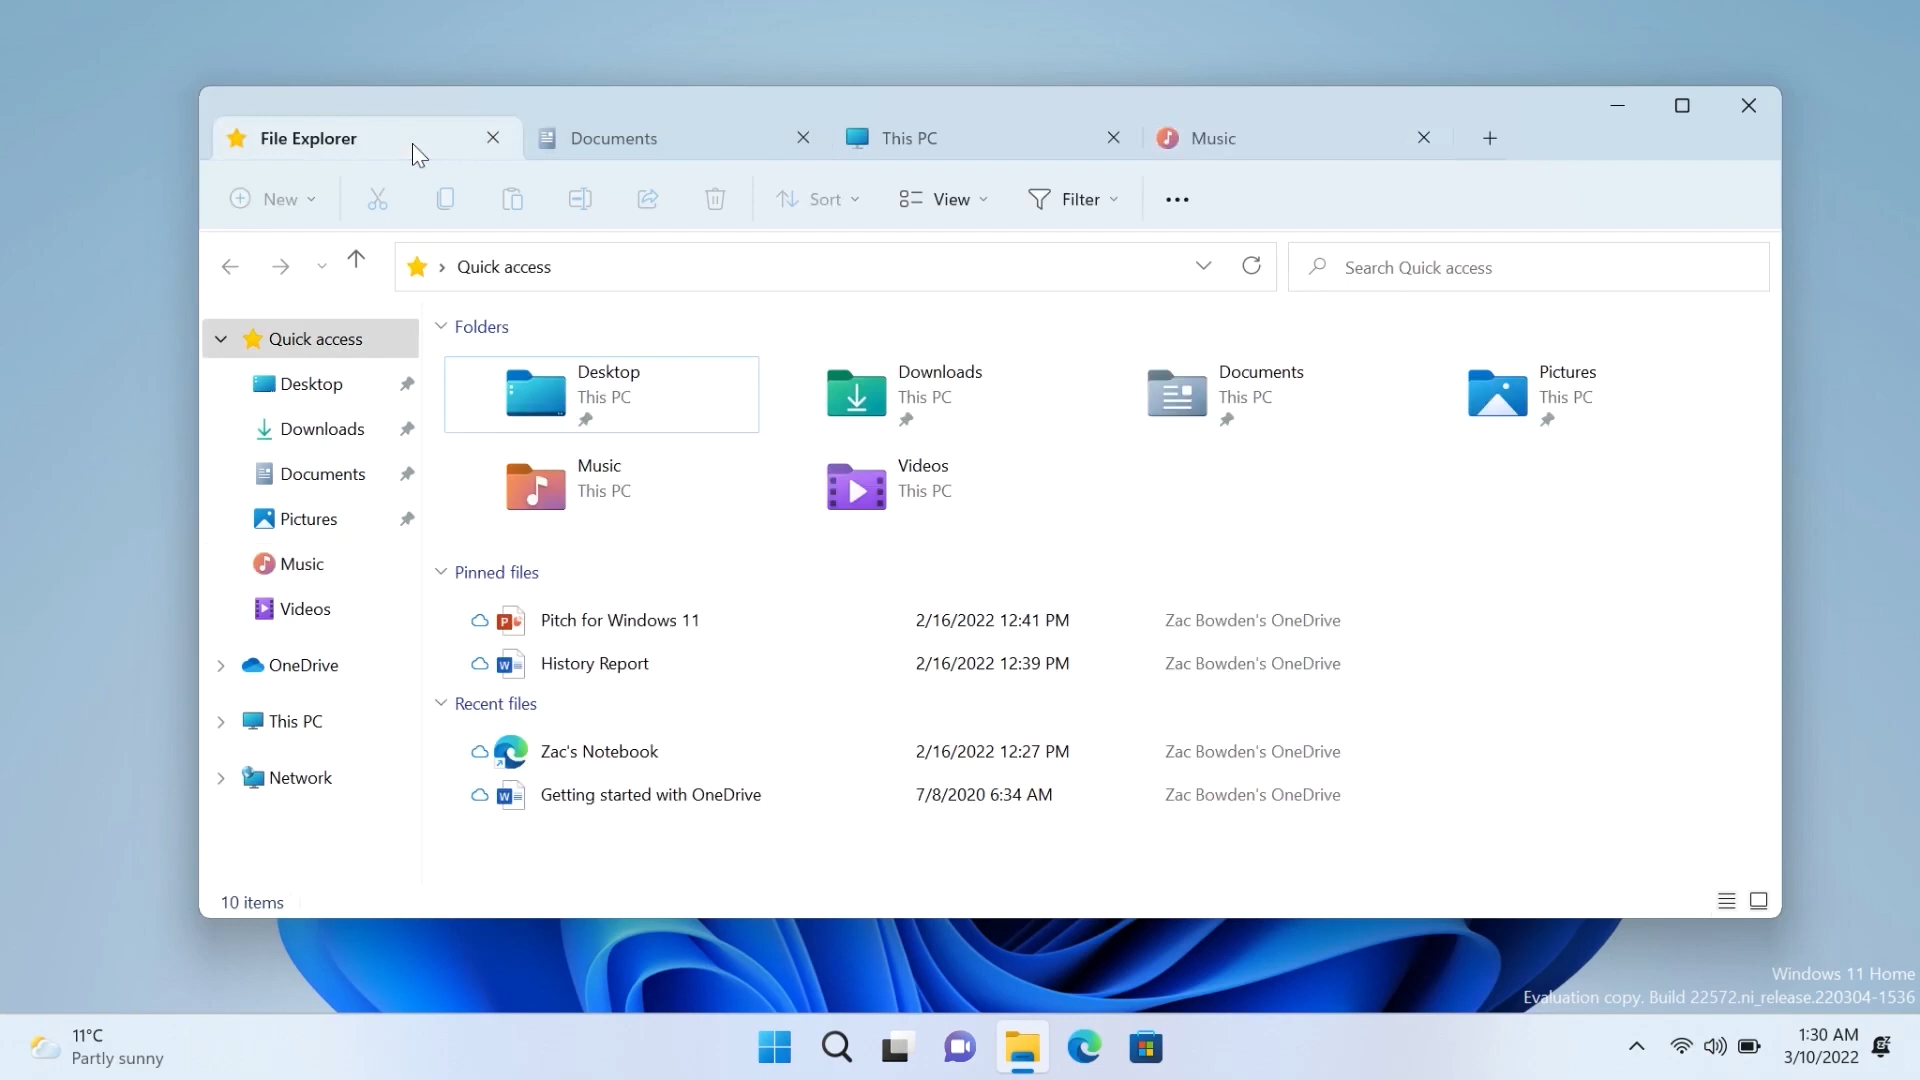 File Explorer
Documents
This PC
Music
New
Sort
View
Filter
Quick access
Search Quick access
Quick access
Desktop
Downloads
Documents
Pictures
Music
Videos
OneDrive
This PC
Network
Folders
Desktop
This PC
Downloads
This PC
Documents
This PC
Pictures
This PC
Music
This PC
Videos
This PC
Pinned files
Pitch for Windows 11 2/16/2022 12:41 PM Zac Bowden's OneDrive
History Report 2/16/2022 12:39 PM Zac Bowden's OneDrive
Recent files
Zac's Notebook 2/16/2022 12:27 PM Zac Bowden's OneDrive
Getting started with OneDrive 7/8/2020 6:34 AM Zac Bowden's OneDrive
10 items
Windows 11 Home
Evaluation copy. Build 22572.ni_release.220304-1536
11°C
Partly sunny
1:30 AM
3/10/2022